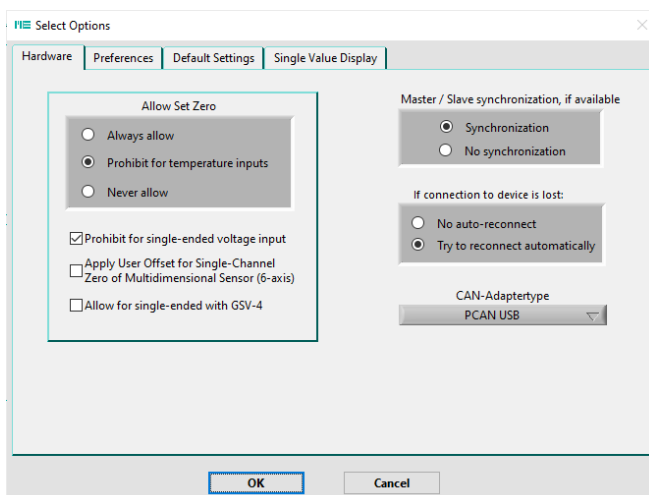 ME Select Options
Hardware
Preferences
Default Settings
Single Value Display
Allow Set Zero
Always allow
Prohibit for temperature inputs
Never allow
Prohibit for single-ended voltage input
Apply User Offset for Single-Channel
Zero of Multidimensional Sensor (6-axis)
Allow for single-ended with GSV-4
Master / Slave synchronization, if available
Synchronization
No synchronization
If connection to device is lost:
No auto-reconnect
Try to reconnect automatically
CAN-Adaptertype
PCAN USB
OK
Cancel